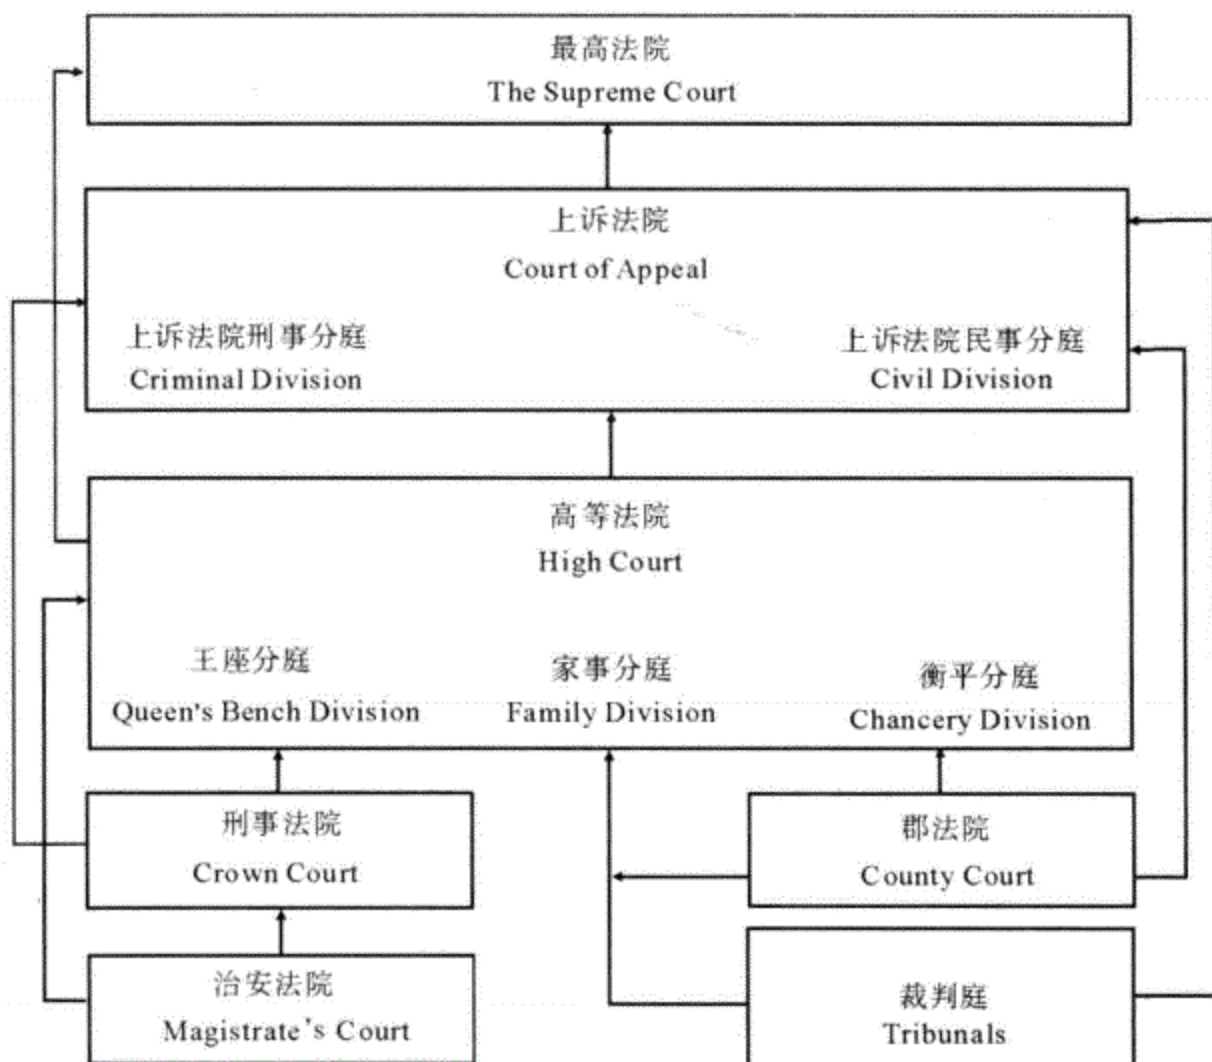 最高法院
The Supreme Court
上诉法院
Court of Appeal
上诉法院刑事分庭
Criminal Division
上诉法院民事分庭
Civil Division
高等法院
High Court
王座分庭
Queen's Bench Division
家事分庭
Family Division
衡平分庭
Chancery Division
刑事法院
Crown Court
郡法院
County Court
治安法院
Magistrate's Court
裁判庭
Tribunals